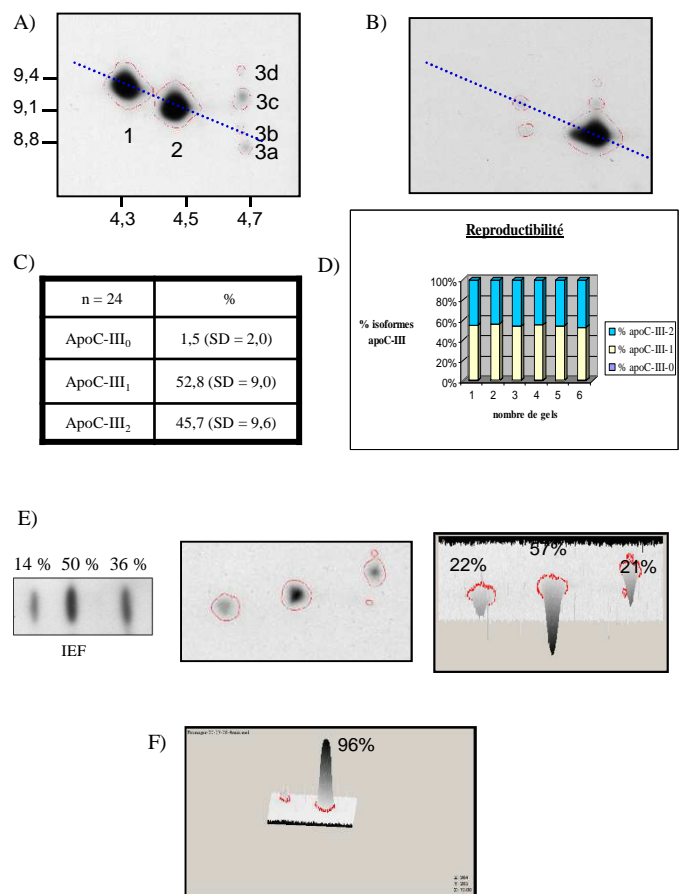 A)
B)
9,4
9,1
8,8
3d
3c
3b
3a
1
2
4,3
4,5
4,7
C)
n = 24 %
ApoC-III0 1,5 (SD = 2,0)
ApoC-III1 52,8 (SD = 9,0)
ApoC-III2 45,7 (SD = 9,6)
D)
Reproductibilité
% isoformes
apoC-III
100%
80%
60%
40%
20%
0%
1 2 3 4 5 6
nombre de gels
% apoC-III-2
% apoC-III-1
% apoC-III-0
E)
14 % 50 % 36 %
IEF
22%
57%
21%
F)
96%